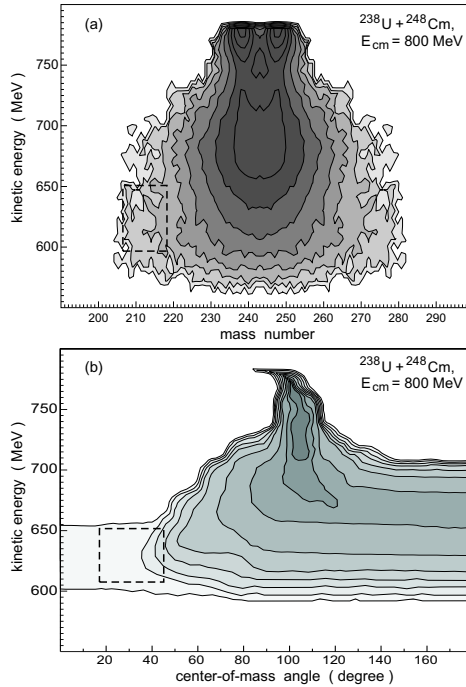 (a)
²³⁸U + ²⁴⁸Cm,
E_cm = 800 MeV
kinetic energy ( MeV )
750
700
650
600
200 210 220 230 240 250 260 270 280 290
mass number
(b)
²³⁸U + ²⁴⁸Cm,
E_cm = 800 MeV
kinetic energy ( MeV )
750
700
650
600
20 40 60 80 100 120 140 160
center-of-mass angle ( degree )